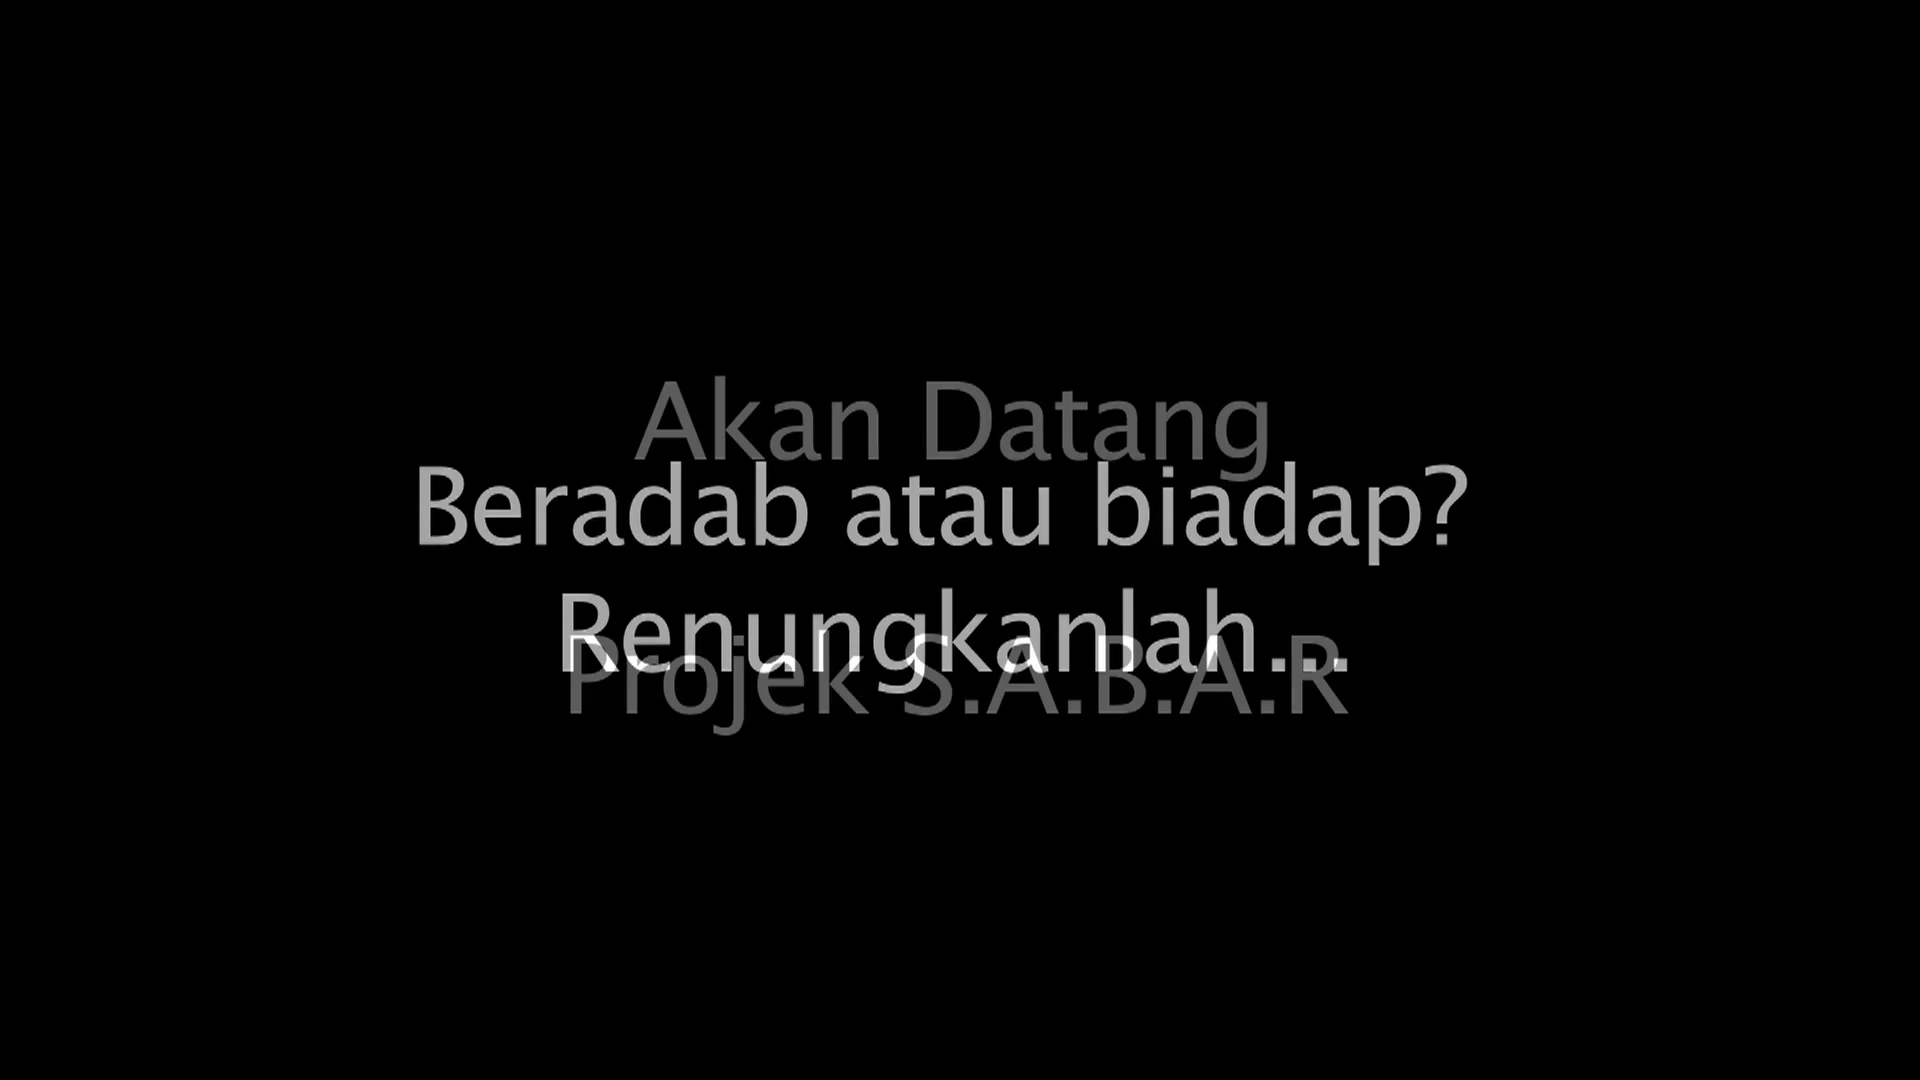 Akan Datang
Beradab atau biadap?
Renungkanlah...
Projek S.A.B.A.R